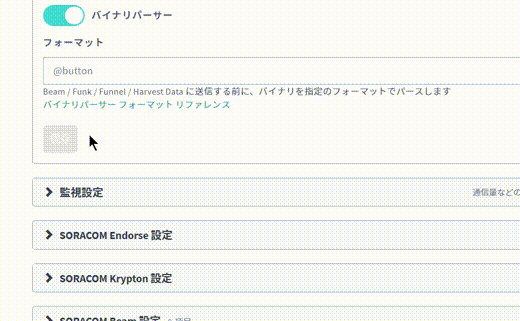 バイナリパーサー
フォーマット
@button
Beam / Funk / Funnel / Harvest Data に送信する前に、バイナリを指定のフォーマットでパースします
バイナリパーサー フォーマット リファレンス
監視設定 通信量などの
SORACOM Endorse 設定
SORACOM Krypton 設定
SORACOM Beam 設定